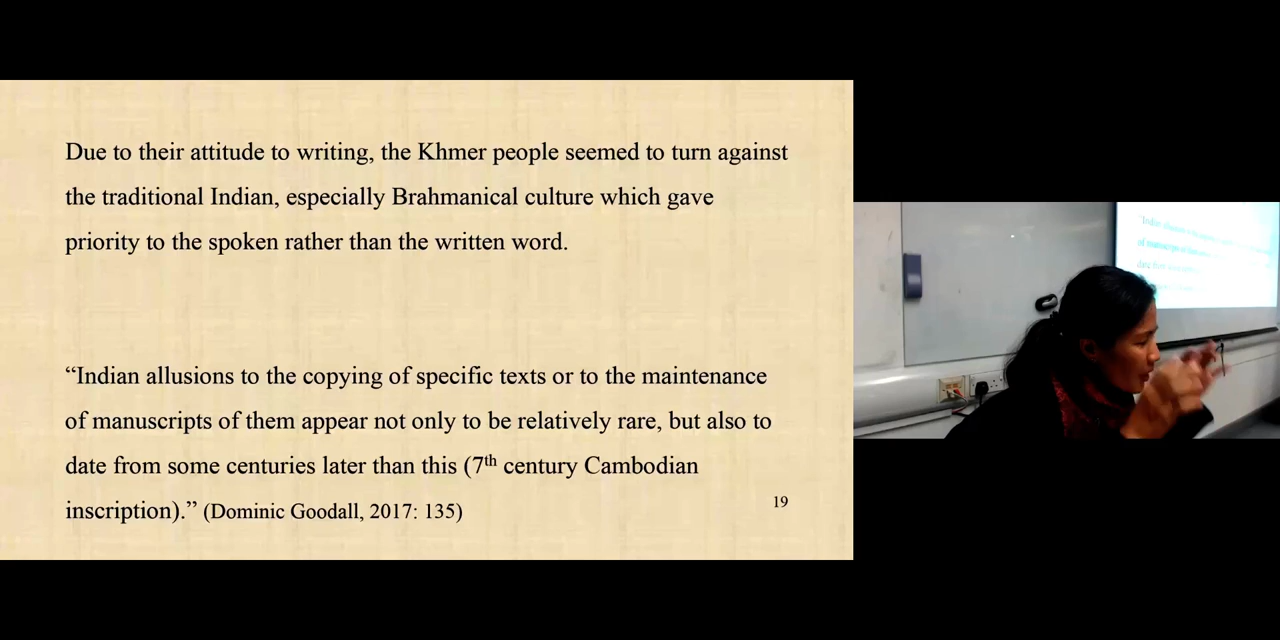 Due to their attitude to writing, the Khmer people seemed to turn against
the traditional Indian, especially Brahmanical culture which gave
priority to the spoken rather than the written word.
“Indian allusions to the copying of specific texts or to the maintenance
of manuscripts of them appear not only to be relatively rare, but also to
date from some centuries later than this (7th century Cambodian
inscription).” (Dominic Goodall, 2017: 135)
19